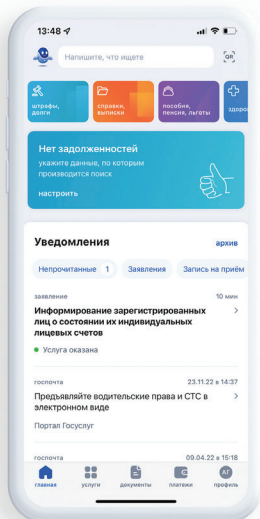 13:48
Напишите, что ищете
QR
штрафы,
долги
справки,
выписки
пособия,
пенсия, льготы
здоро
Нет задолженностей
укажите данные, по которым
производится поиск
настроить
Уведомления
архив
Непрочитанные 1
Заявления
Запись на приём
заявление
10 мин
Информирование зарегистрированных
лиц о состоянии их индивидуальных
лицевых счетов
Услуга оказана
госпочта
23.11.22 в 14:37
Предъявляйте водительские права и СТС в
электронном виде
Портал Госуслуг
госпочта
09.04.22 в 15:18
главная
услуги
документы
платежи
АГ
профиль